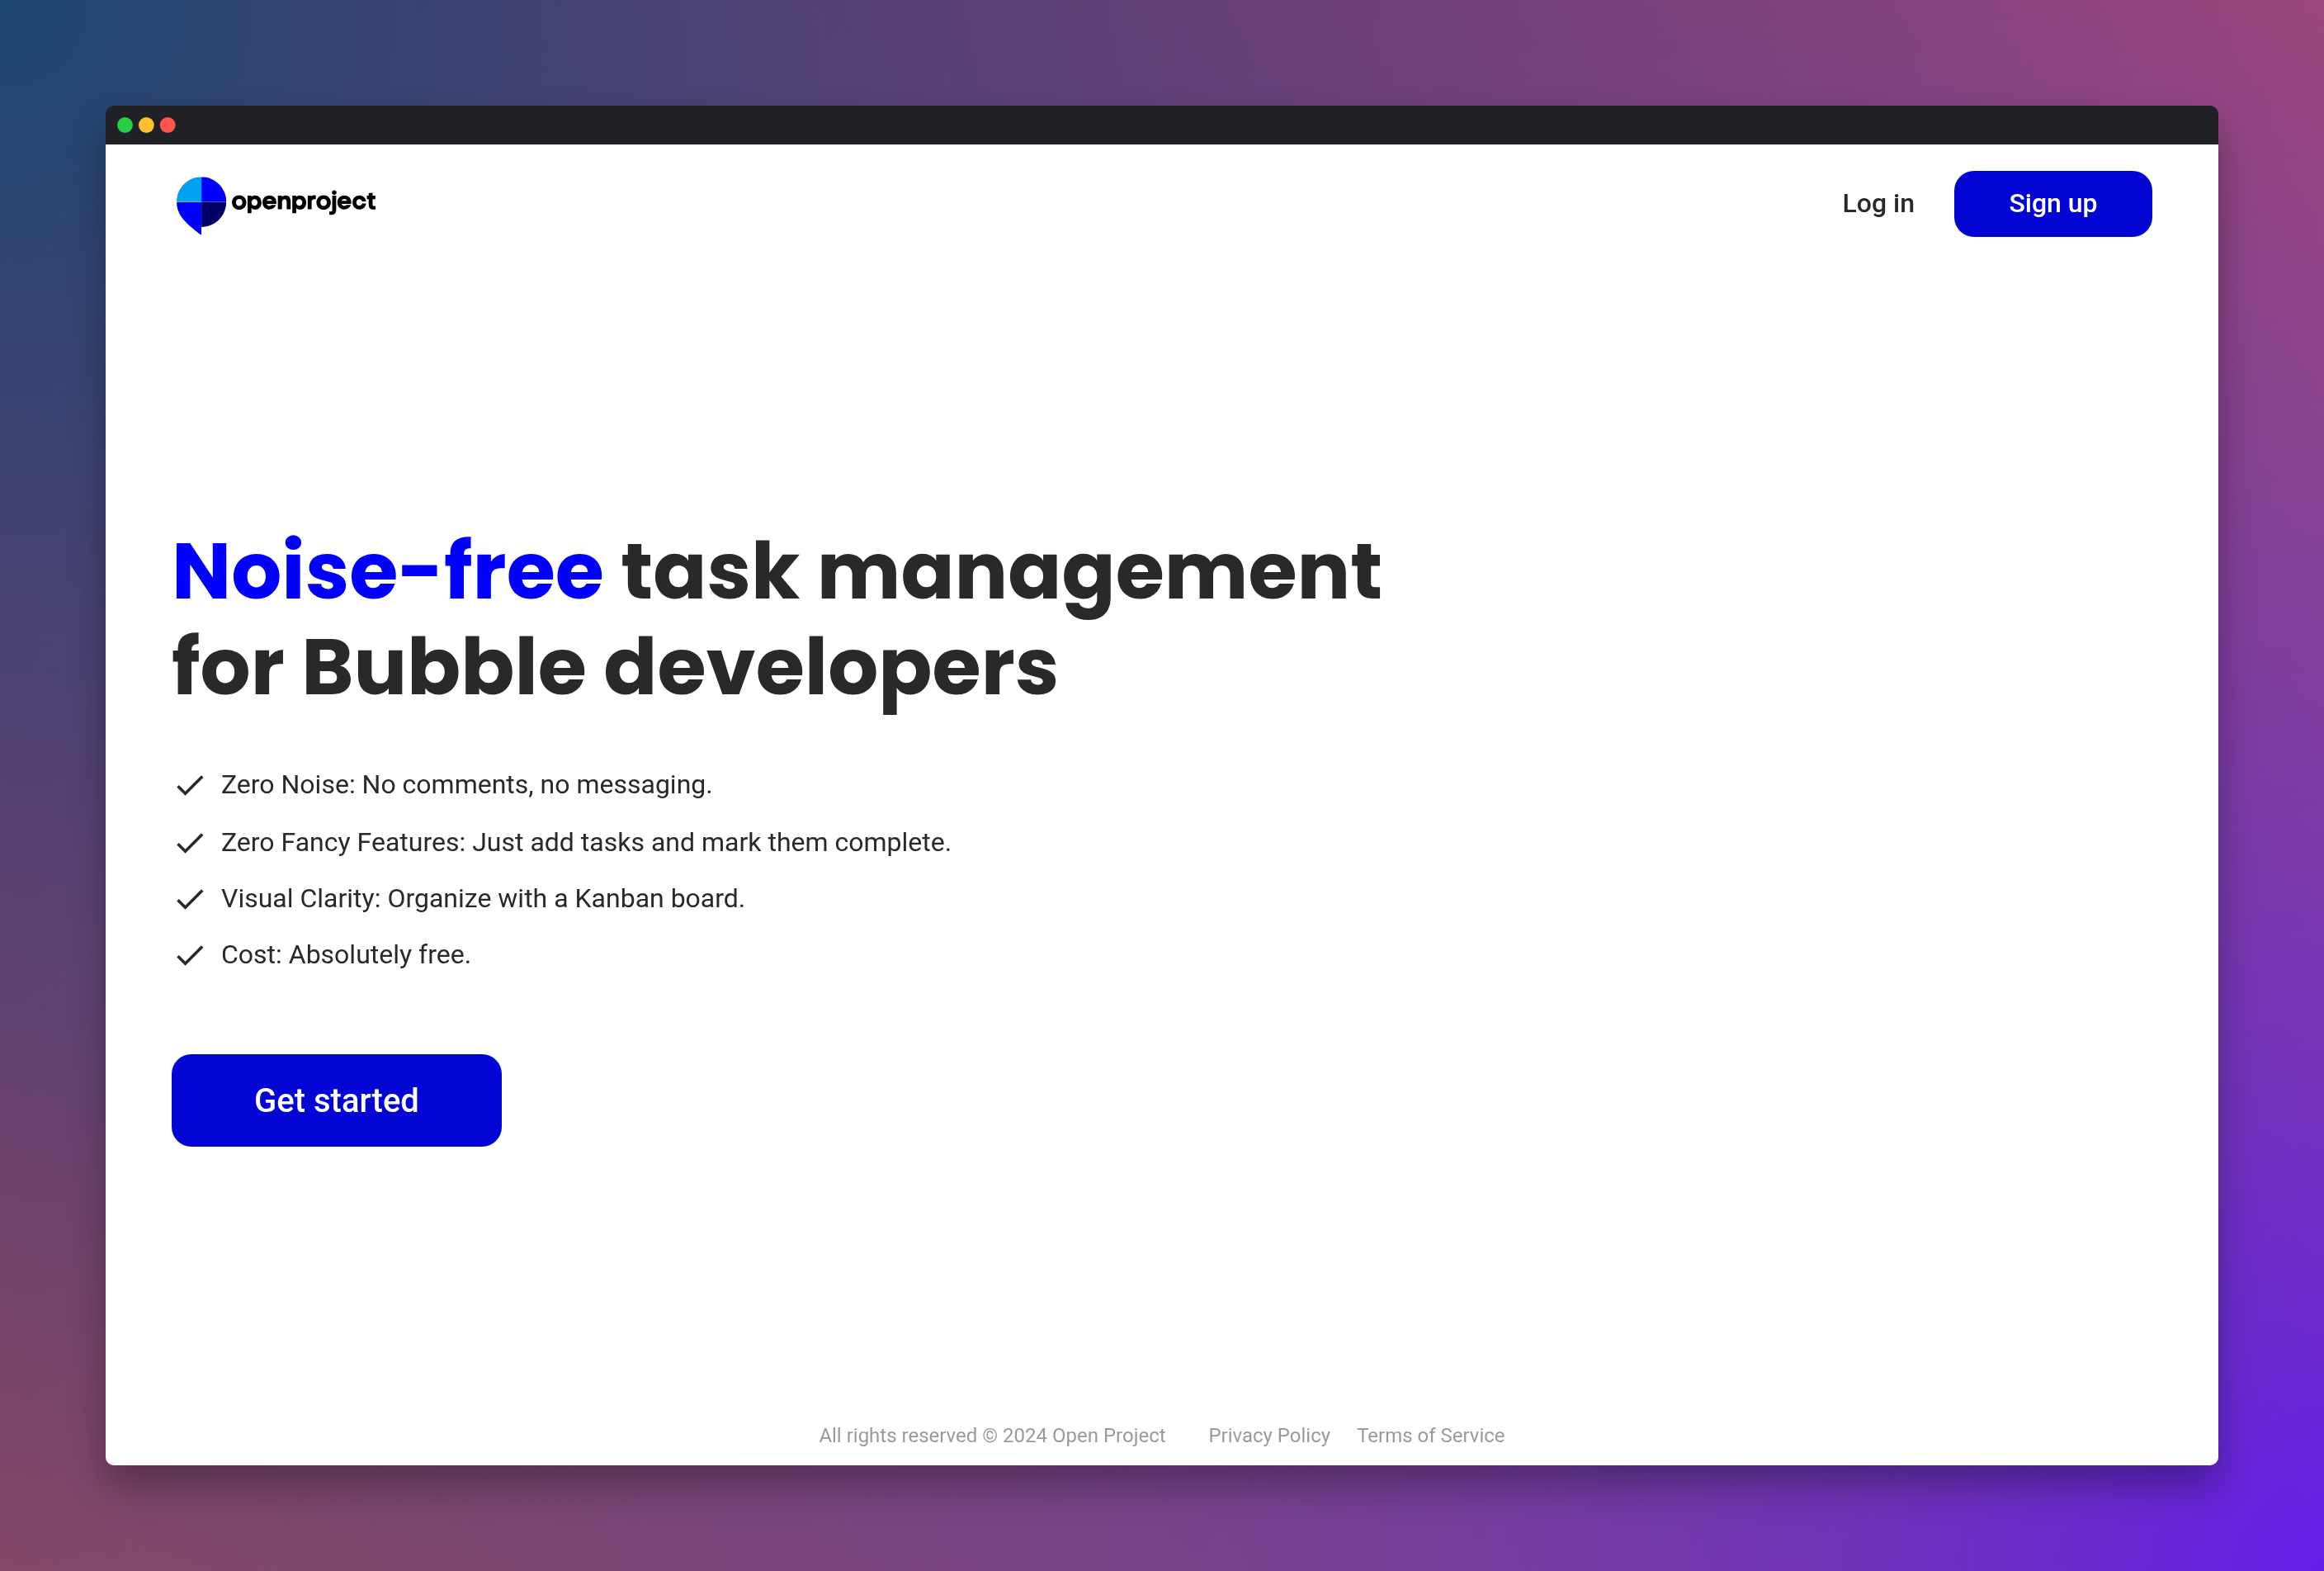 openproject
Log in
Sign up
Noise-free task management
for Bubble developers
Zero Noise: No comments, no messaging.
Zero Fancy Features: Just add tasks and mark them complete.
Visual Clarity: Organize with a Kanban board.
Cost: Absolutely free.
Get started
All rights reserved © 2024 Open Project Privacy Policy Terms of Service